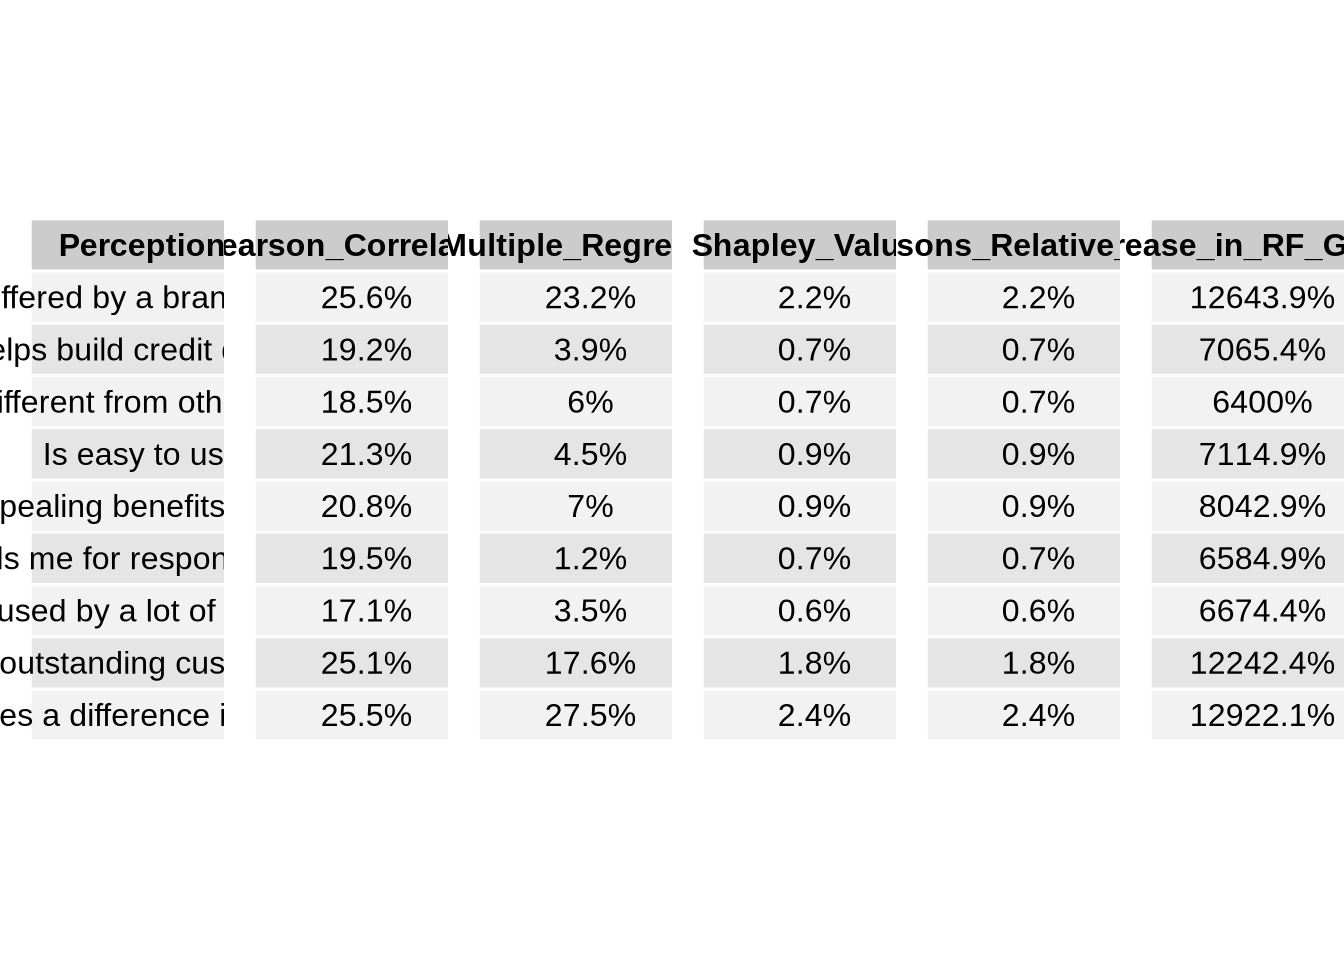 Perception earson_Correla Multiple_Regre Shapley_Valu sons_Relative_ rease_in_RF_G
ffered by a bran 25.6% 23.2% 2.2% 2.2% 12643.9%
elps build credit 19.2% 3.9% 0.7% 0.7% 7065.4%
ifferent from oth 18.5% 6% 0.7% 0.7% 6400%
Is easy to us 21.3% 4.5% 0.9% 0.9% 7114.9%
pealing benefits 20.8% 7% 0.9% 0.9% 8042.9%
ds me for respon 19.5% 1.2% 0.7% 0.7% 6584.9%
used by a lot of 17.1% 3.5% 0.6% 0.6% 6674.4%
outstanding cus 25.1% 17.6% 1.8% 1.8% 12242.4%
es a difference i 25.5% 27.5% 2.4% 2.4% 12922.1%